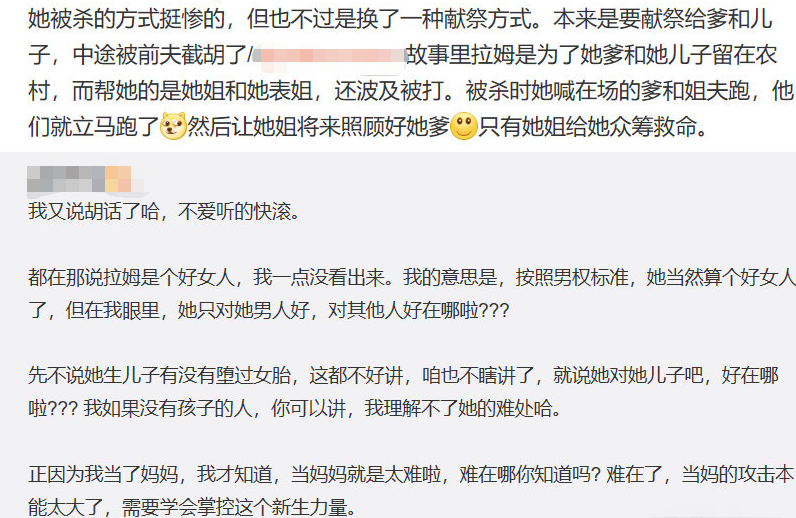 她被杀的方式挺惨的，但也不过是换了一种献祭方式。本来是要献祭给爹和儿
子，中途被前夫截胡了/故事里拉姆是为了她爹和她儿子留在农
村，而帮她的是她姐和她表姐，还波及被打。被杀时她喊在场的爹和姐夫跑，他
们就立马跑了然后让她姐将来照顾好她爹只有她姐给她众筹救命。
我又说胡话了哈，不爱听的快滚。
都在那说拉姆是个好女人，我一点没看出来。我的意思是，按照男权标准，她当然算个好女人
了，但在我眼里，她只对她男人好，对其他人好在哪啦???
先不说她生儿子有没有堕过女胎，这都不好讲，咱也不瞎讲了，就说她对她儿子吧，好在哪
啦??? 我如果没有孩子的人，你可以讲，我理解不了她的难处哈。
正因为我当了妈妈，我才知道，当妈妈就是太难啦，难在哪你知道吗? 难在了，当妈的攻击本
能太大了，需要学会掌控这个新生力量。